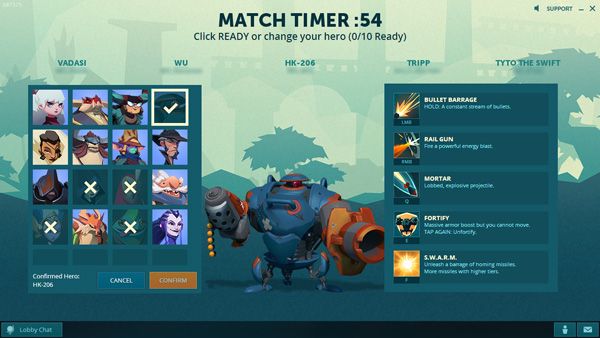 MATCH TIMER :54
SUPPORT
Click READY or change your hero (0/10 Ready)
VADASI
WU
HK-206
TRIPP
TYTO THE SWIFT
BULLET BARRAGE
HOLD: A constant stream of bullets.
LMB
RAIL GUN
Fire a powerful energy blast.
RMB
MORTAR
Lobbed, explosive projectile.
Q
FORTIFY
Massive armor boost but you cannot move.
TAP AGAIN: Unfortify.
E
S.W.A.R.M.
Unleash a barrage of homing missiles.
More missiles with higher tiers.
F
Confirmed Hero:
HK-206
CANCEL
CONFIRM
Lobby Chat